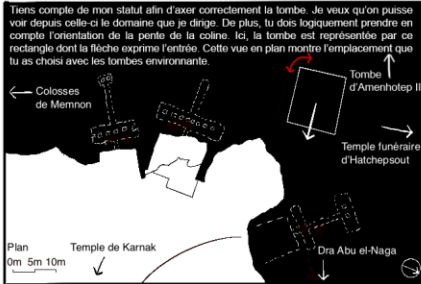 Tiens compte de mon statut afin d'axer correctement la tombe. Je veux qu'on puisse
voir depuis celle-ci le domaine que je dirige. De plus, tu dois logiquement prendre en
compte l'orientation de la pente de la coline. Ici, la tombe est représentée par ce
rectangle dont la flèche exprime l'entrée. Cette vue en plan montre l'emplacement que
tu as choisi avec les tombes environnante.
Colosses
de Memnon
Tombe
d'Amenhotep II
Temple funéraire
d'Hatchepsout
Plan
0m 5m 10m
Temple de Karnak
Dra Abu el-Naga